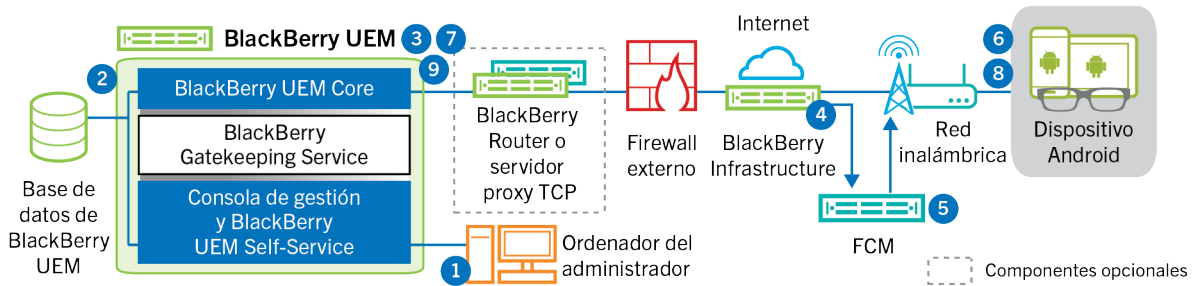 BlackBerry UEM
3
7
2
9
BlackBerry UEM Core
BlackBerry
Gatekeeping Service
Consola de gestión
y BlackBerry
UEM Self-Service
Base de
datos de
BlackBerry
UEM
1
Ordenador del
administrador
BlackBerry
Router o
servidor
proxy TCP
Firewall
externo
Internet
4
BlackBerry
Infrastructure
5
FCM
Red
inalámbrica
6
8
Dispositivo
Android
Componentes opcionales